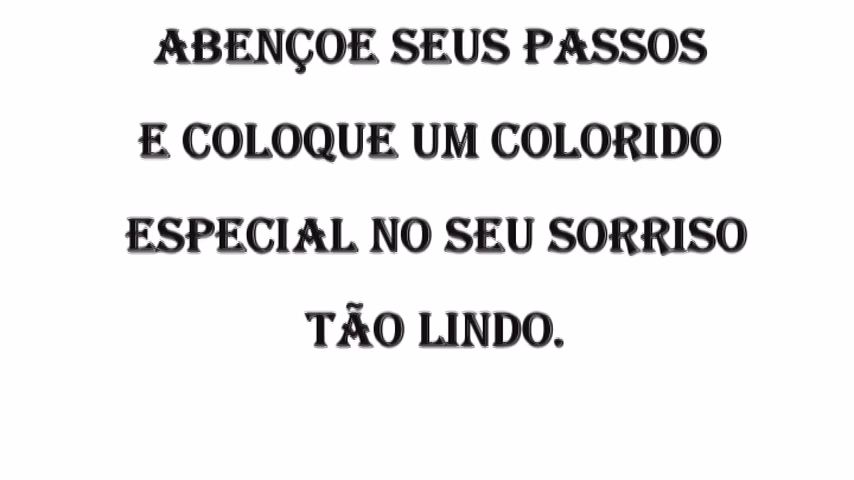 ABENÇOE SEUS PASSOS
E COLOQUE UM COLORIDO
ESPECIAL NO SEU SORRISO
TÃO LINDO.